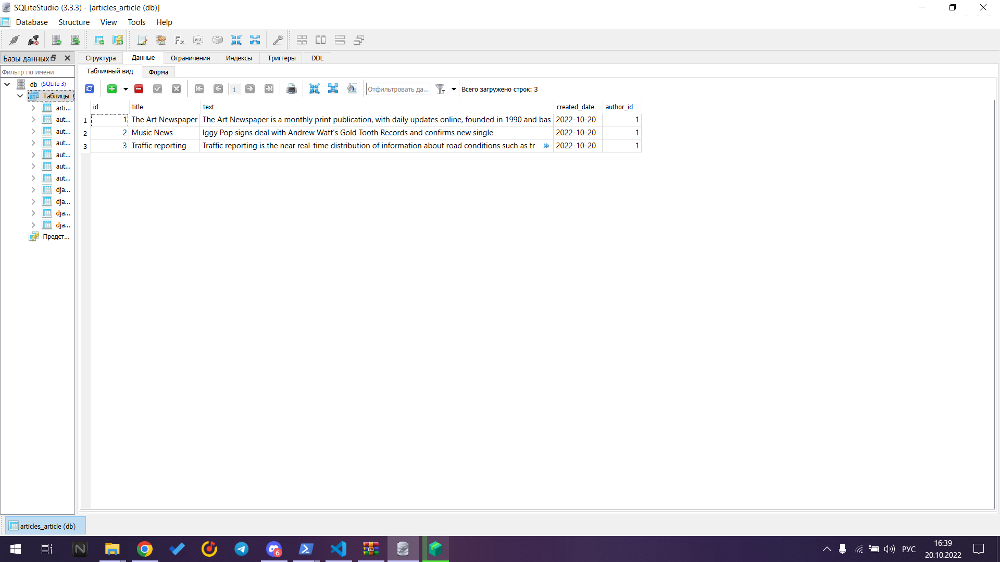 SQLiteStudio (3.3.3) - [articles_article (db)]
Database Structure View Tools Help
Базы данных
Структура Данные Ограничения Индексы Триггеры DDL
Фильтр по имени
Табличный вид Форма
db (SQLite 3)
1 Отфильтровать да... Всего загружено строк: 3
Таблицы
arti...
aut...
aut...
aut...
aut...
aut...
aut...
dja...
dja...
dja...
dja...
Предст...
id title text created_date author_id
1 1 The Art Newspaper The Art Newspaper is a monthly print publication, with daily updates online, founded in 1990 and bas 2022-10-20 1
2 2 Music News Iggy Pop signs deal with Andrew Watt’s Gold Tooth Records and confirms new single 2022-10-20 1
3 3 Traffic reporting Traffic reporting is the near real-time distribution of information about road conditions such as tr 2022-10-20 1
articles_article (db)
6
РУС
16:39
20.10.2022